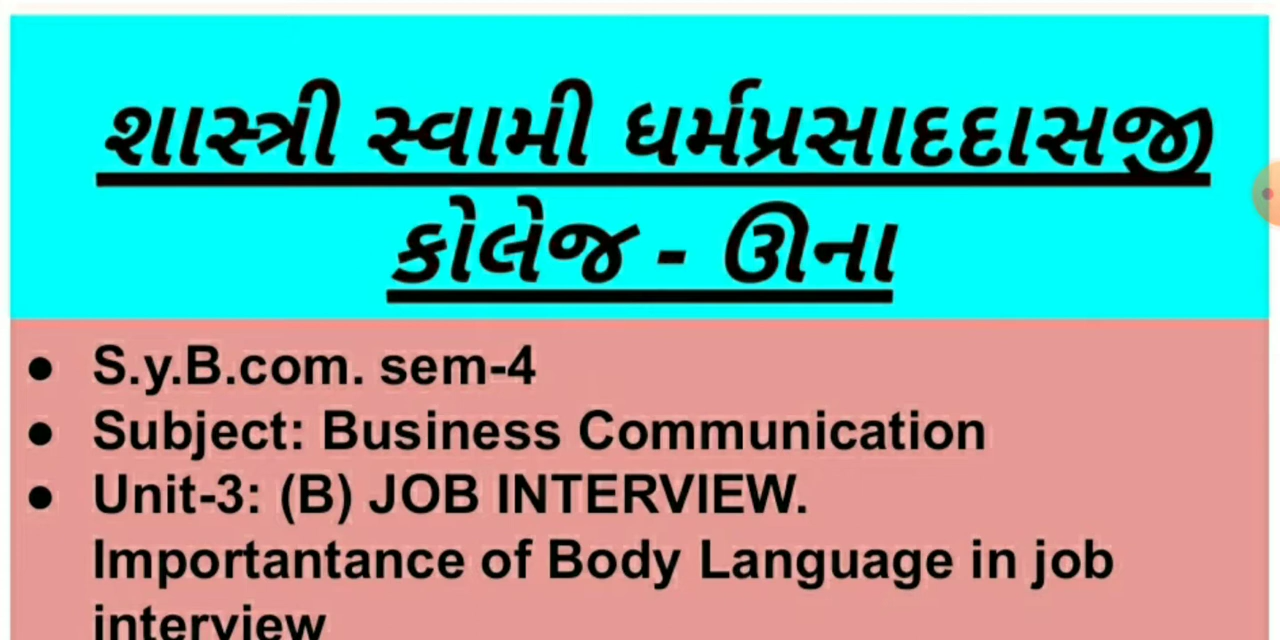 શાસ્ત્રી સ્વામી ધર્મપ્રસાદદાસજી
કોલેજ - ઊના
● S.y.B.com. sem-4
● Subject: Business Communication
● Unit-3: (B) JOB INTERVIEW.
Importantance of Body Language in job
interview